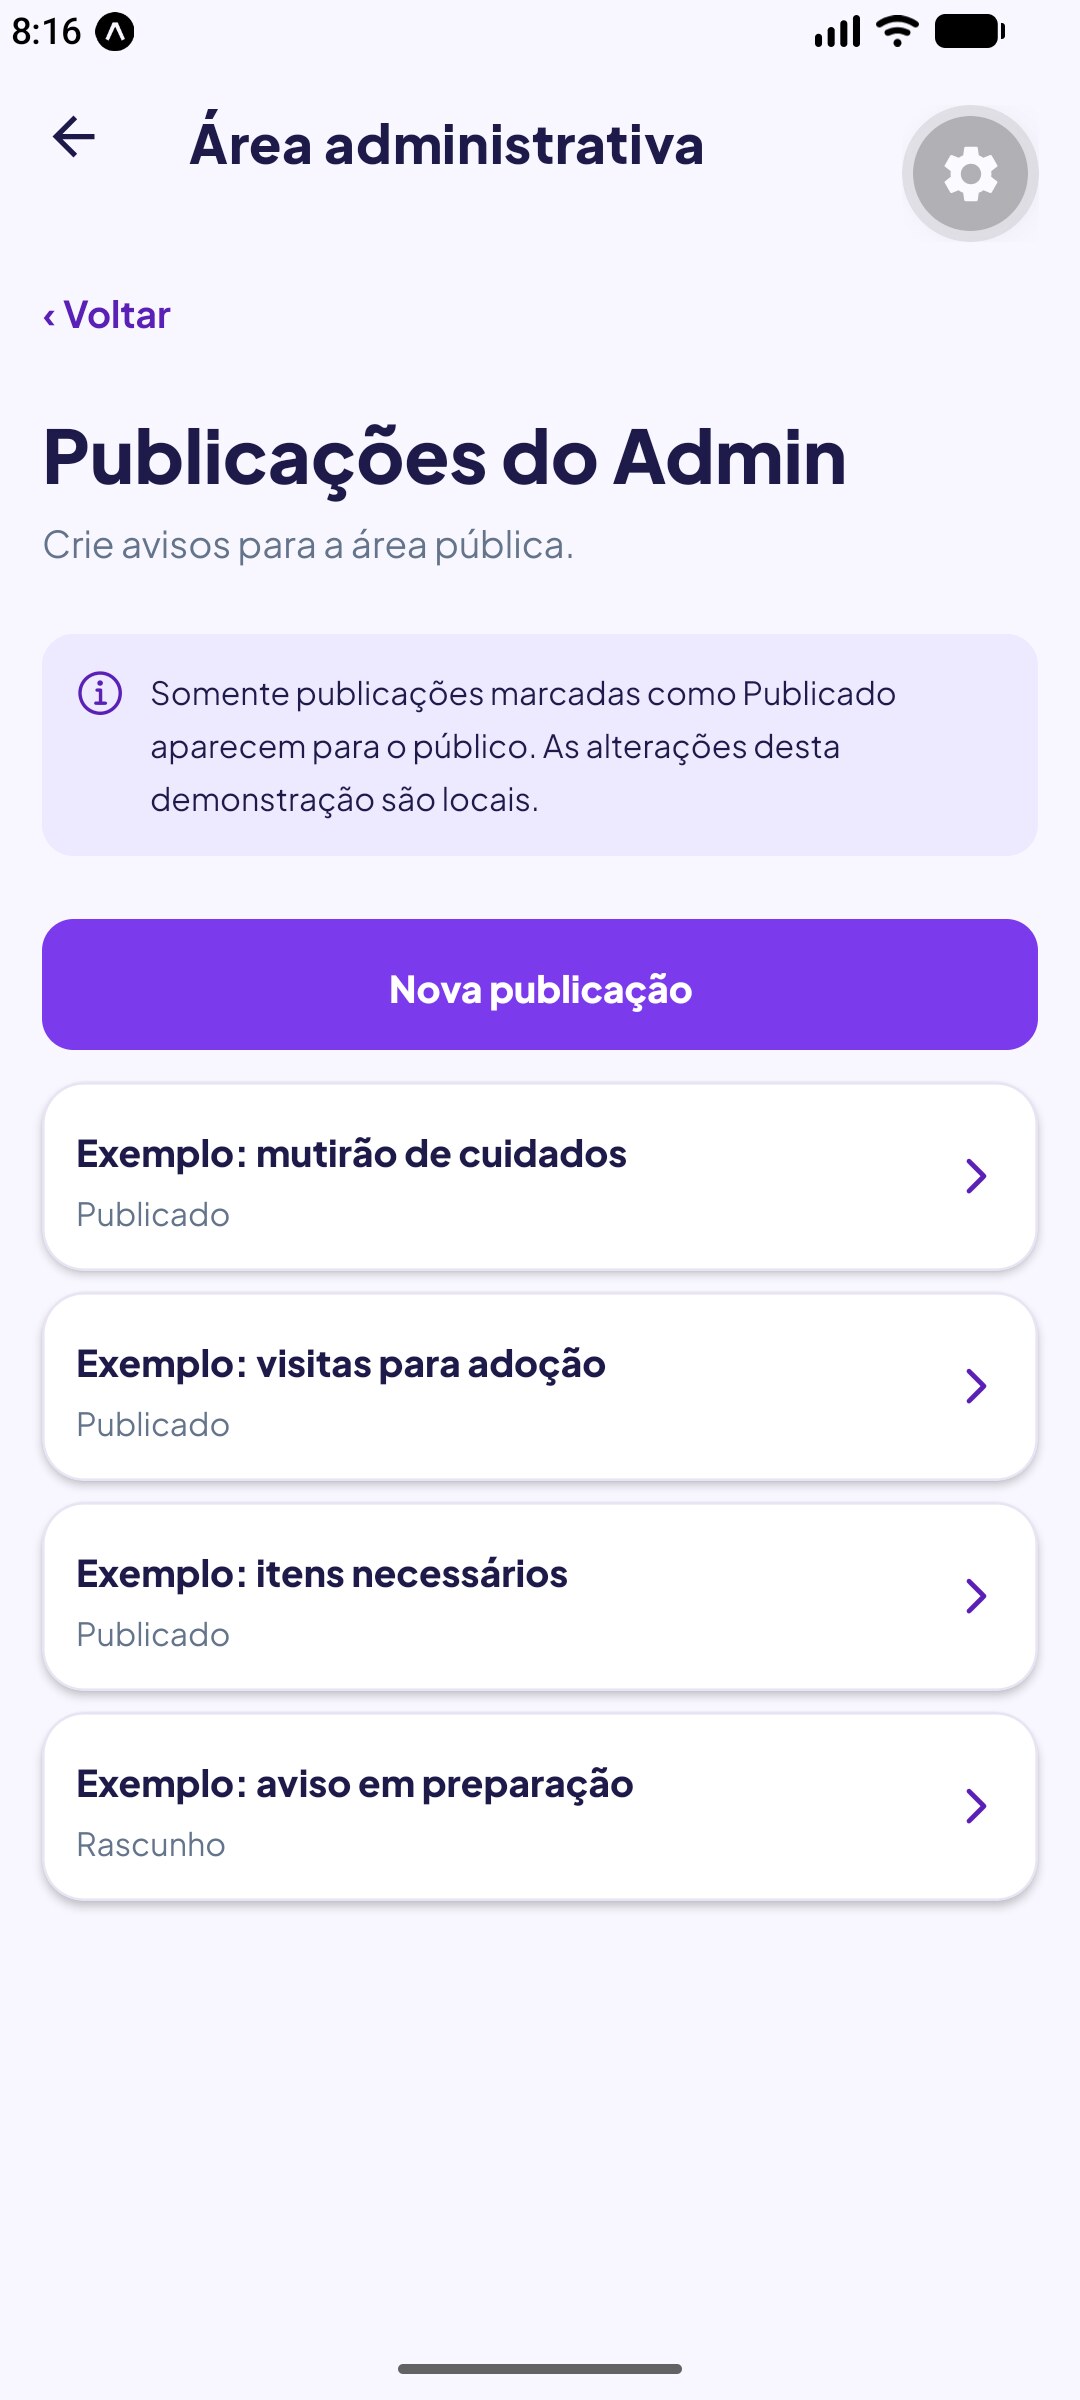 8:16
Área administrativa
‹ Voltar
Publicações do Admin
Crie avisos para a área pública.
Somente publicações marcadas como Publicado
aparecem para o público. As alterações desta
demonstração são locais.
Nova publicação
Exemplo: mutirão de cuidados
Publicado
Exemplo: visitas para adoção
Publicado
Exemplo: itens necessários
Publicado
Exemplo: aviso em preparação
Rascunho